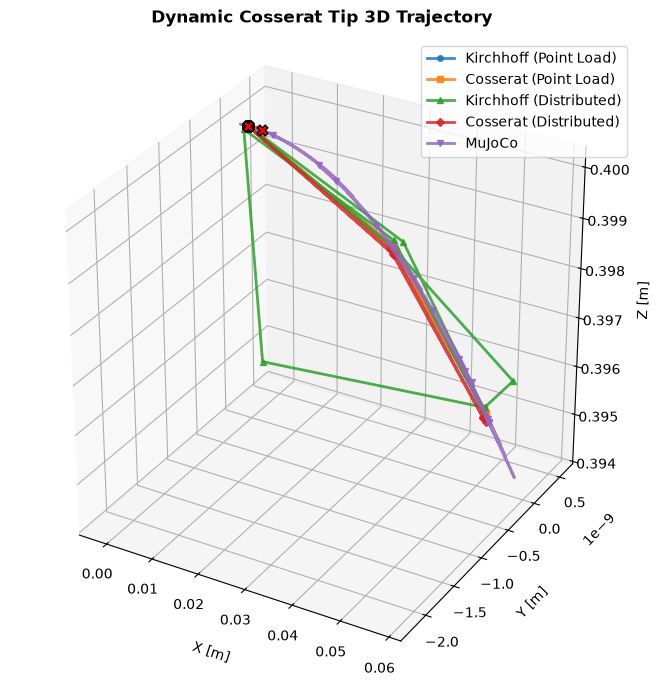 Dynamic Cosserat Tip 3D Trajectory
Kirchhoff (Point Load)
Cosserat (Point Load)
Kirchhoff (Distributed)
Cosserat (Distributed)
MuJoCo
0.400
0.399
0.398
0.397
0.396
0.395
0.394
Z [m]
0.5
0.0
−0.5
−1.0
−1.5
−2.0
1e−9
Y [m]
0.00
0.01
0.02
0.03
0.04
0.05
0.06
X [m]